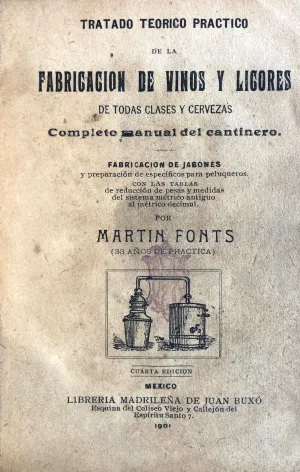 TRATADO TEORICO PRACTICO
DE LA
FABRICACION DE VINOS Y LICORES
DE TODAS CLASES Y CERVEZAS
Completo manual del cantinero.
FABRICACION DE JABONES
y preparación de específicos para peluqueros.
CON LAS TABLAS
de reducción de pesas y medidas
del sistema métrico antiguo
al métrico decimal.
POR
MARTIN FONTS
(33 AÑOS DE PRACTICA)
CUARTA EDICION
MEXICO
LIBRERIA MADRILEÑA DE JUAN BUXÓ
Esquina del Coliseo Viejo y Callejón del
Espíritu Santo 7.
1901